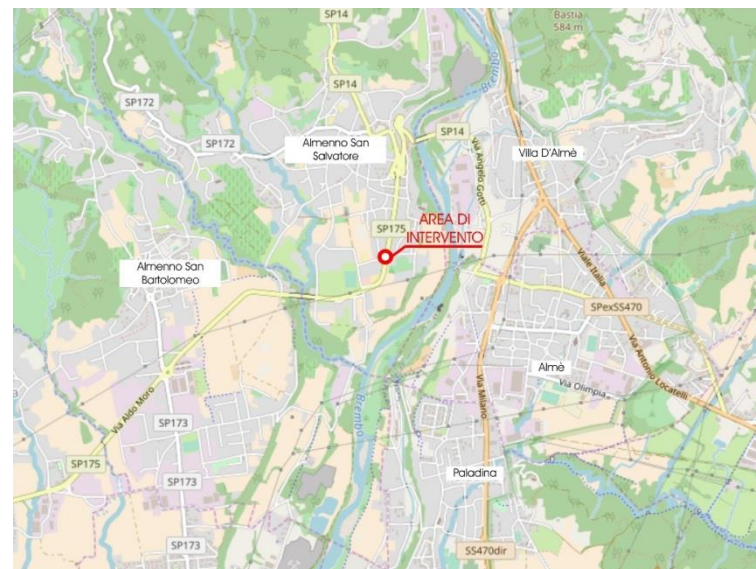 SP14
Bastia
584 m
Brembo
SP172
SP14
SP172
Almenno San
Salvatore
SP14
Via Angelo Gotti
Villa D'Almè
AREA DI
INTERVENTO
SP175
Almenno San
Bartolomeo
Viale Italia
SPexSS470
Via Antonio Locatelli
Almè
Via Olimpia
Via Milano
Brembo
Via Aldo Moro
SP173
SP175
SP173
Paladina
SP173
SS470dir